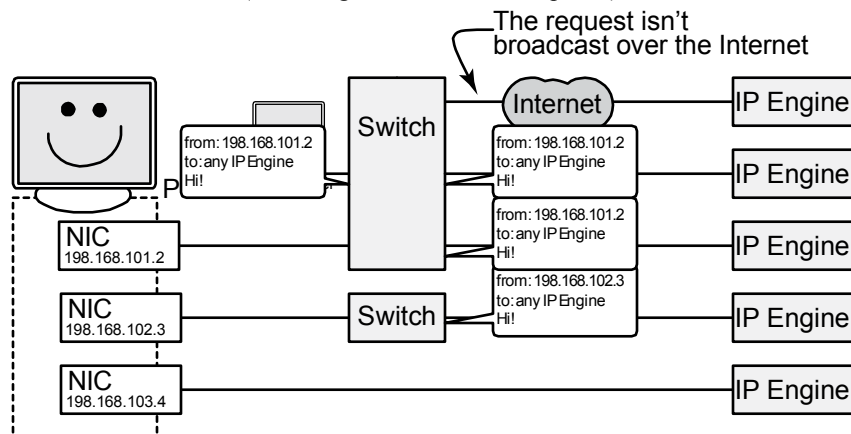 The request isn't
broadcast over the Internet
Internet
IP Engine
Switch
from: 198.168.101.2
to: any IP Engine
Hi!
from: 198.168.101.2
to: any IP Engine
Hi!
IP Engine
P
NIC
198.168.101.2
from: 198.168.101.2
to: any IP Engine
Hi!
IP Engine
NIC
198.168.102.3
Switch
from: 198.168.102.3
to: any IP Engine
Hi!
IP Engine
NIC
198.168.103.4
IP Engine